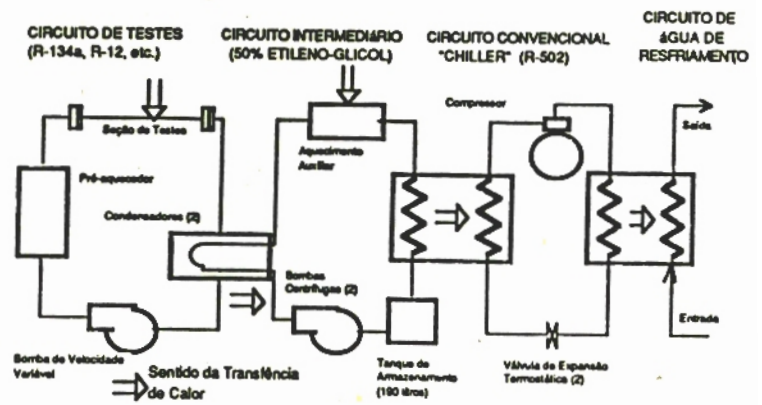 CIRCUITO DE TESTES
(R-134a, R-12, etc.)
CIRCUITO INTERMEDIÁRIO
(50% ETILENO-GLICOL)
CIRCUITO CONVENCIONAL
"CHILLER" (R-502)
CIRCUITO DE
ÁGUA DE
RESFRIAMENTO
Seção de Testes
Pré-aquecedor
Condensadores (2)
Aquecimento
Auxiliar
Compressor
Saída
Bombas
Centrífugas (2)
Entrada
Bomba de Velocidade
Variável
Tanque de
Armazenamento
(190 litros)
Válvula de Expansão
Termostática (2)
Sentido da Transfência
de Calor